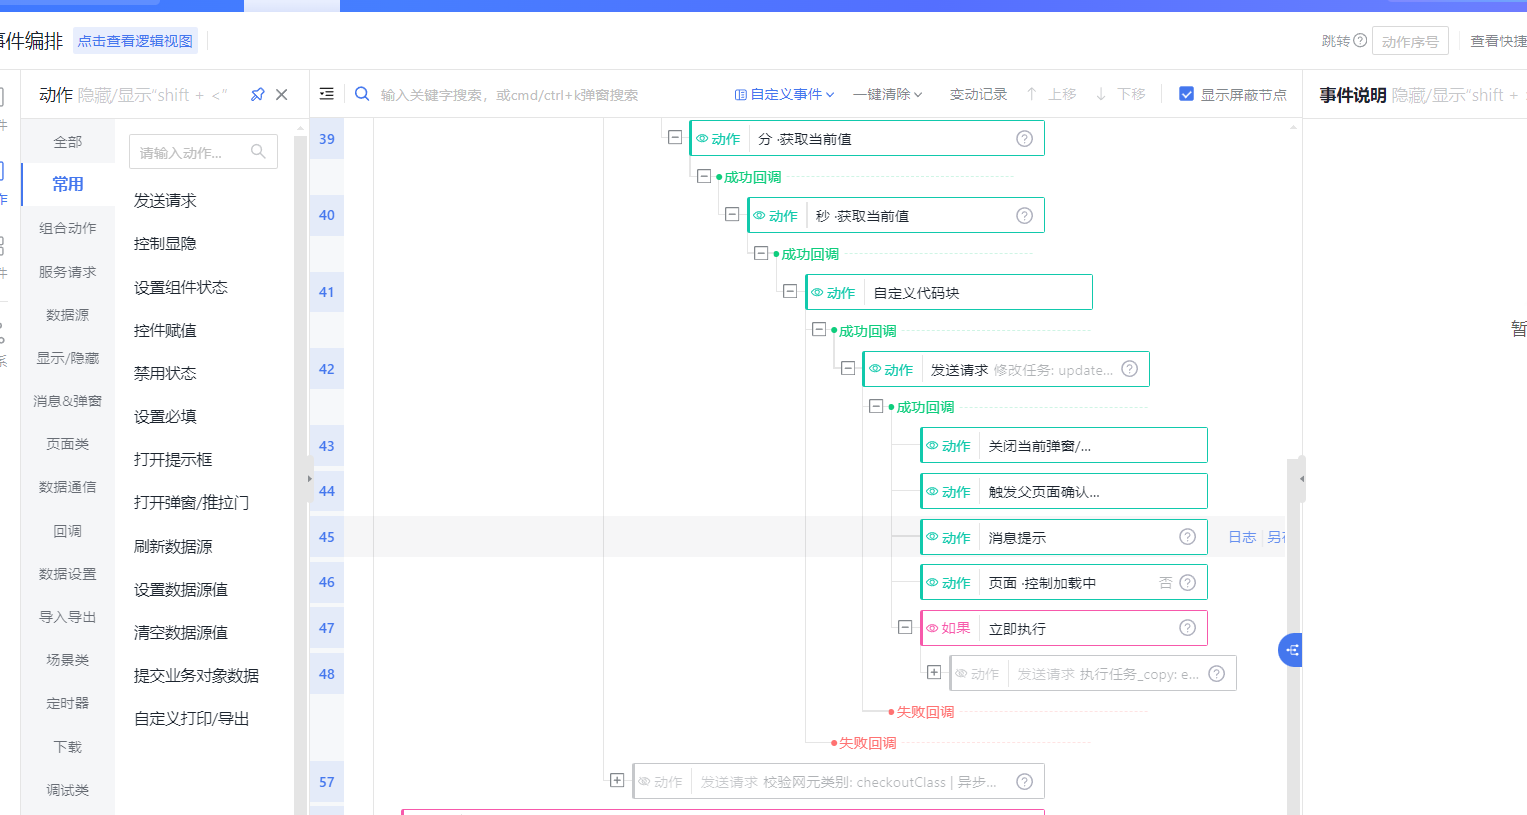 事件编排 点击查看逻辑视图 跳转 动作序号 查看快捷
动作 隐藏/显示"shift + <" 输入关键字搜索，或cmd/ctrl+k弹窗搜索 自定义事件 一键清除 变动记录 上移 下移 显示屏蔽节点 事件说明 隐藏/显示"shift +
件
作
件
系
全部
常用
组合动作
服务请求
数据源
显示/隐藏
消息&弹窗
页面类
数据通信
回调
数据设置
导入导出
场景类
定时器
下载
调试类
请输入动作...
发送请求
控制显隐
设置组件状态
控件赋值
禁用状态
设置必填
打开提示框
打开弹窗/推拉门
刷新数据源
设置数据源值
清空数据源值
提交业务对象数据
自定义打印/导出
39 动作 分 ·获取当前值
成功回调
40 动作 秒 ·获取当前值
成功回调
41 动作 自定义代码块
成功回调
42 动作 发送请求 修改任务: update...
成功回调
43 动作 关闭当前弹窗/...
44 动作 触发父页面确认...
45 动作 消息提示 日志 另存
46 动作 页面 ·控制加载中 否
47 如果 立即执行
48 动作 发送请求 执行任务_copy: e...
失败回调
失败回调
57 动作 发送请求 校验网元类别: checkoutClass | 异步...
暂